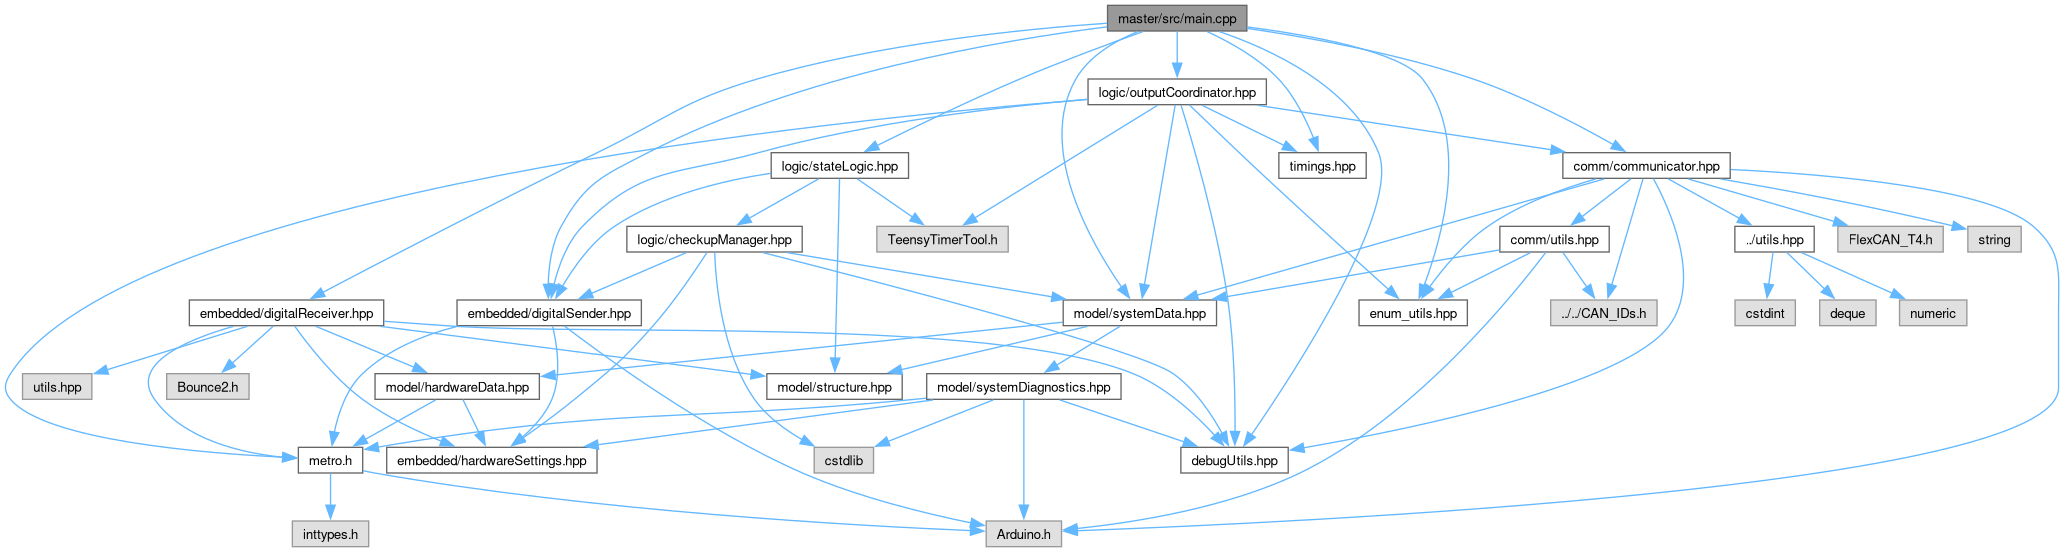 master/src/main.cpp
logic/outputCoordinator.hpp
logic/stateLogic.hpp
timings.hpp
comm/communicator.hpp
logic/checkupManager.hpp
TeensyTimerTool.h
comm/utils.hpp
../utils.hpp
FlexCAN_T4.h
string
embedded/digitalReceiver.hpp
embedded/digitalSender.hpp
model/systemData.hpp
enum_utils.hpp
../../CAN_IDs.h
cstdint
deque
numeric
utils.hpp
Bounce2.h
model/hardwareData.hpp
model/structure.hpp
model/systemDiagnostics.hpp
metro.h
embedded/hardwareSettings.hpp
cstdlib
debugUtils.hpp
inttypes.h
Arduino.h